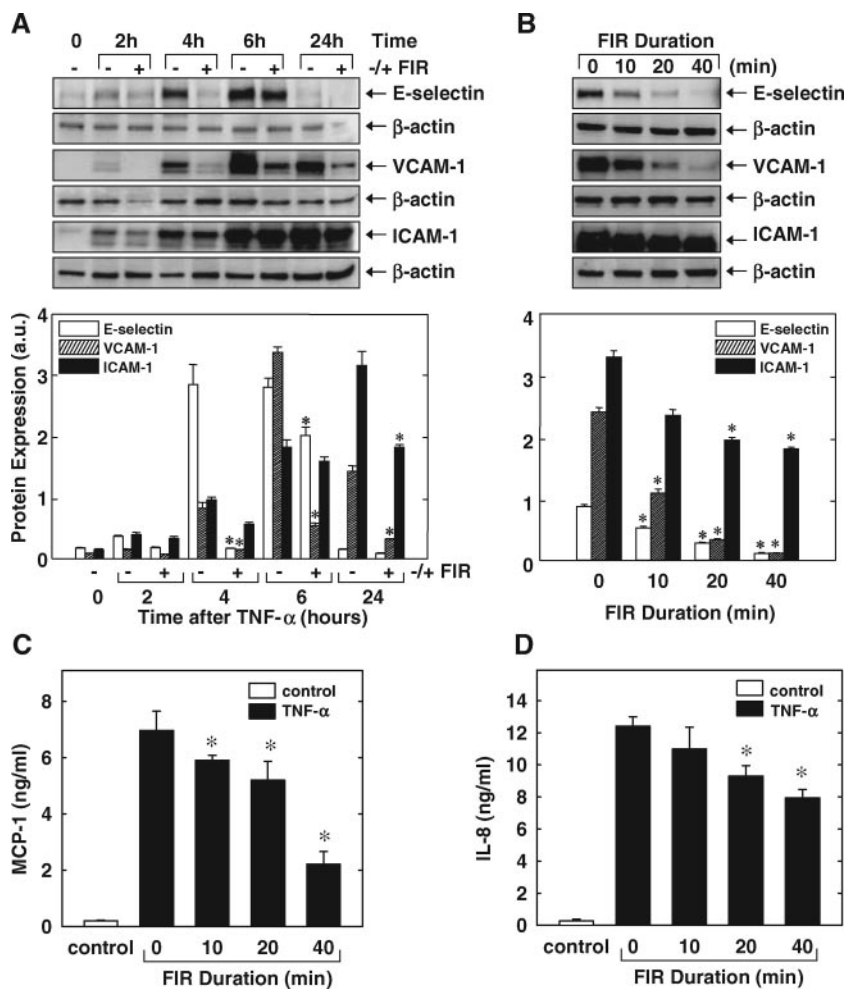 A
0 2h 4h 6h 24h Time
- - + - + - + - + -/+ FIR
← E-selectin
← β-actin
← VCAM-1
← β-actin
← ICAM-1
← β-actin
Protein Expression (a.u.)
4
3
2
1
0
E-selectin
VCAM-1
ICAM-1
* * * * * *
- - + - + - + - + -/+ FIR
0 2 4 6 24
Time after TNF-α (hours)
B
FIR Duration
0 10 20 40 (min)
← E-selectin
← β-actin
← VCAM-1
← β-actin
← ICAM-1
← β-actin
4
3
2
1
0
E-selectin
VCAM-1
ICAM-1
* * * * * * * *
0 10 20 40
FIR Duration (min)
C
MCP-1 (ng/ml)
8
6
4
2
0
control
TNF-α
* * *
control 0 10 20 40
FIR Duration (min)
D
IL-8 (ng/ml)
14
12
10
8
6
4
2
0
control
TNF-α
* *
control 0 10 20 40
FIR Duration (min)